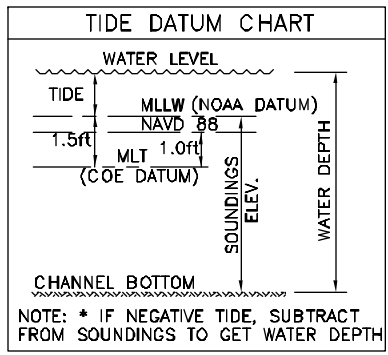 TIDE DATUM CHART
WATER LEVEL
TIDE
MLLW (NOAA DATUM)
NAVD 88
1.5ft
1.0ft
MLT
(COE DATUM)
SOUNDINGS
ELEV.
WATER DEPTH
CHANNEL BOTTOM
NOTE: * IF NEGATIVE TIDE, SUBTRACT
FROM SOUNDINGS TO GET WATER DEPTH